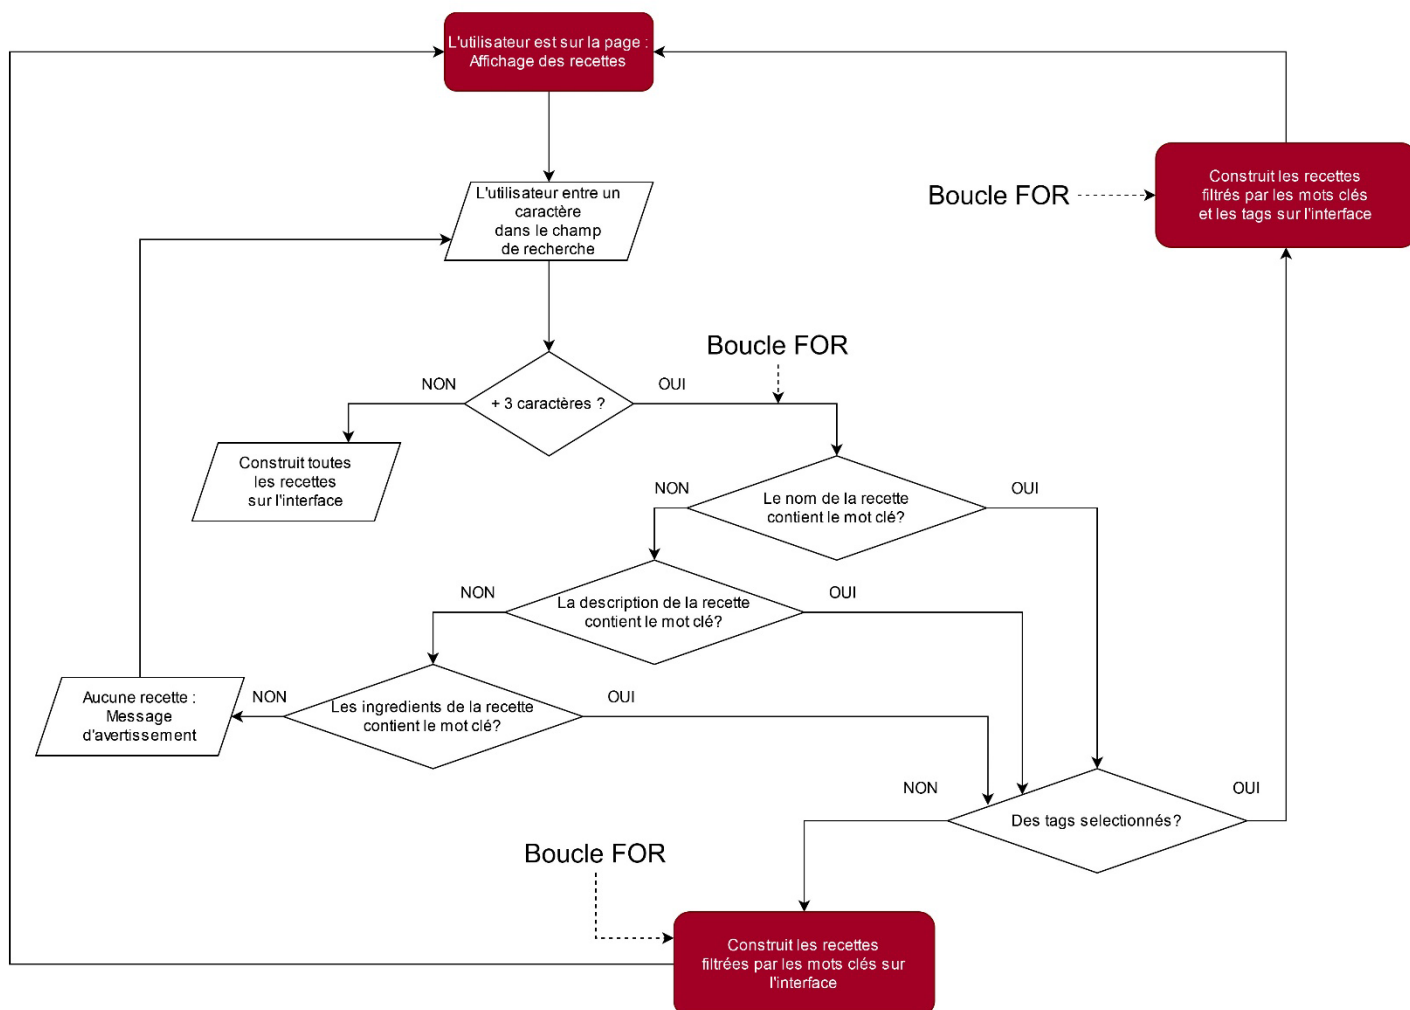 L'utilisateur est sur la page :
Affichage des recettes
L'utilisateur entre un
caractère
dans le champ
de recherche
Boucle FOR
Construit les recettes
filtrés par les mots clés
et les tags sur l'interface
Boucle FOR
NON
+ 3 caractères ?
OUI
Construit toutes
les recettes
sur l'interface
NON
Le nom de la recette
contient le mot clé?
OUI
NON
La description de la recette
contient le mot clé?
OUI
Aucune recette :
Message
d'avertissement
NON
Les ingredients de la recette
contient le mot clé?
OUI
NON
Des tags selectionnés?
OUI
Boucle FOR
Construit les recettes
filtrées par les mots clés sur
l'interface